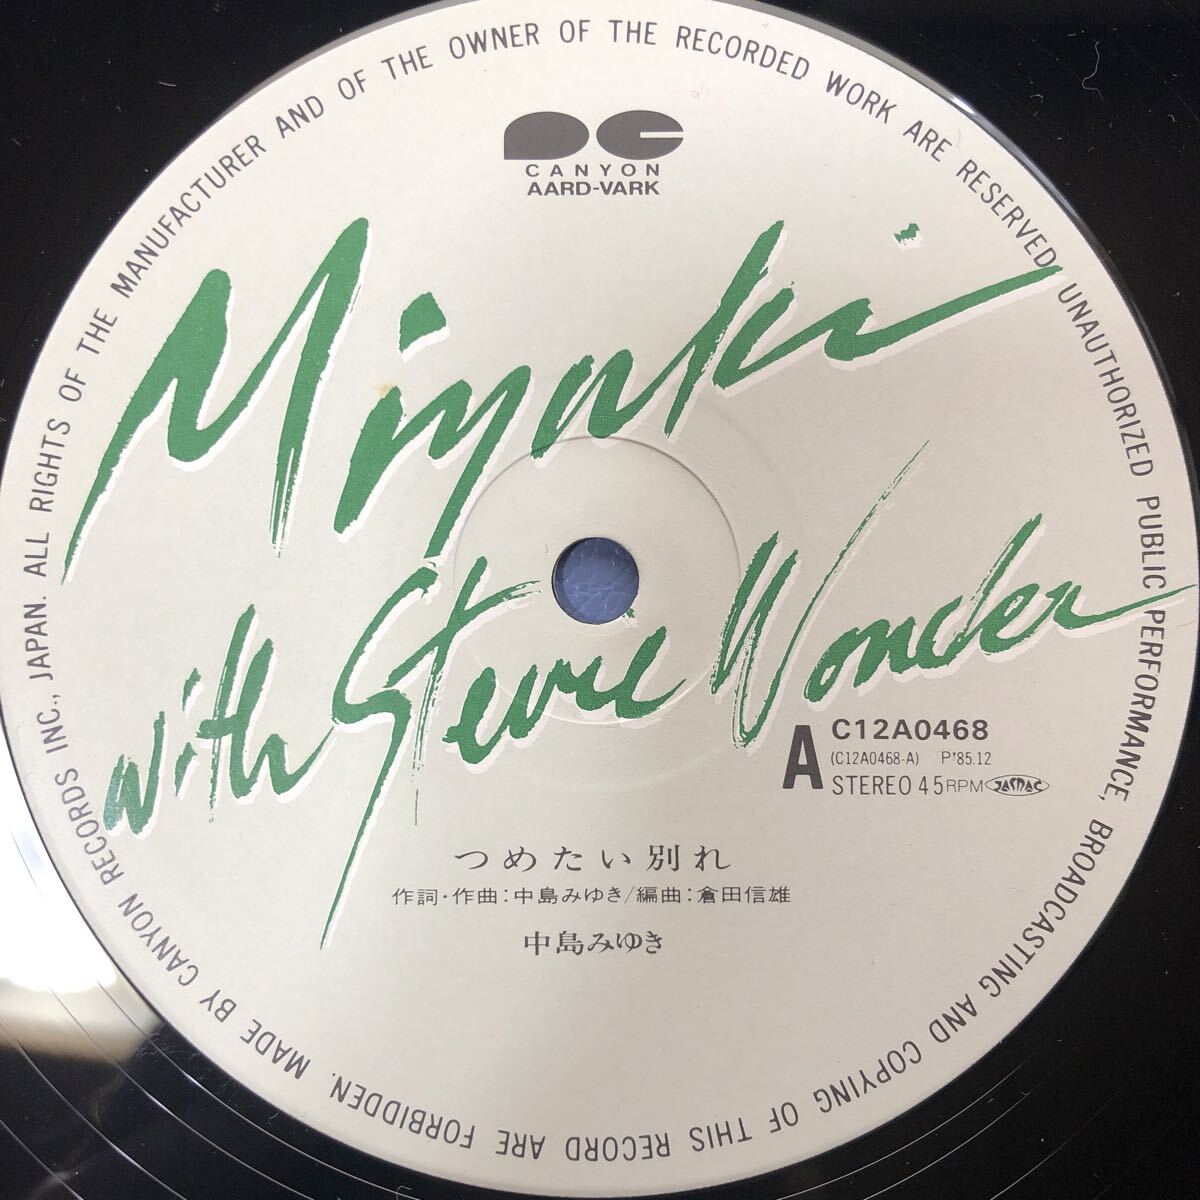 CANYON
AARD-VARK
Miyuki
with Stevie Wonder
A C12A0468
(C12A0468-A) P'85.12
STEREO 45RPM JASRAC
つめたい別れ
作詞・作曲:中島みゆき/編曲:倉田信雄
中島みゆき
MADE BY CANYON RECORDS INC., JAPAN. ALL RIGHTS OF THE MANUFACTURER AND OF THE OWNER OF THE RECORDED WORK ARE RESERVED UNAUTHORIZED PUBLIC PERFORMANCE, BROADCASTING AND COPYING OF THIS RECORD ARE FORBIDDEN.